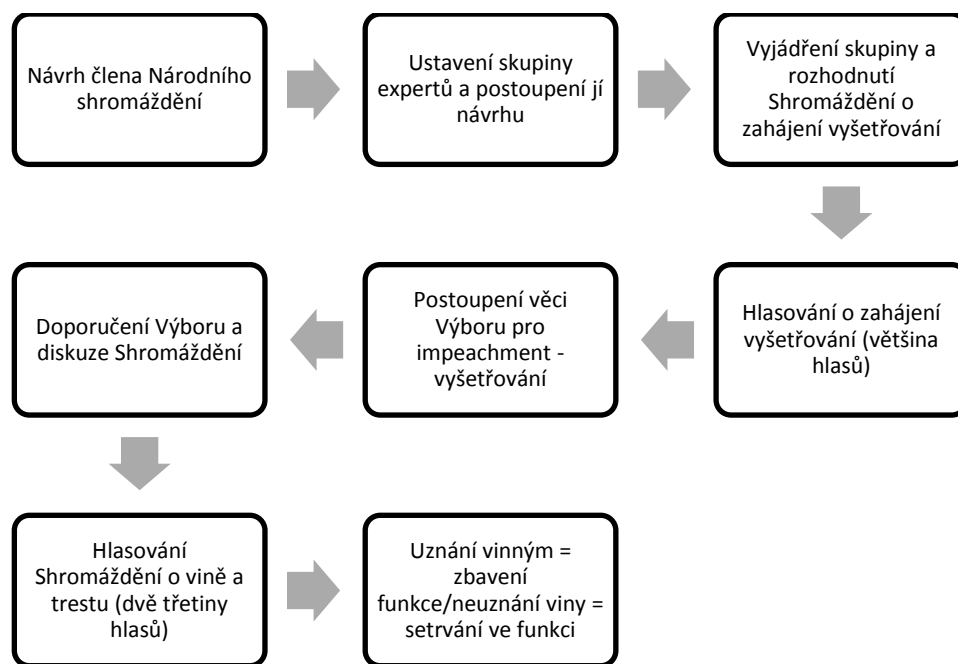 Návrh člena Národního
shromáždění
Ustavení skupiny
expertů a postoupení jí
návrhu
Vyjádření skupiny a
rozhodnutí
Shromáždění o
zahájení vyšetřování
Hlasování o zahájení
vyšetřování (většina
hlasů)
Postoupení věci
Výboru pro
impeachment -
vyšetřování
Doporučení Výboru a
diskuze Shromáždění
Hlasování
Shromáždění o vině a
trestu (dvě třetiny
hlasů)
Uznání vinným =
zbavení
funkce/neuznání viny =
setrvání ve funkci